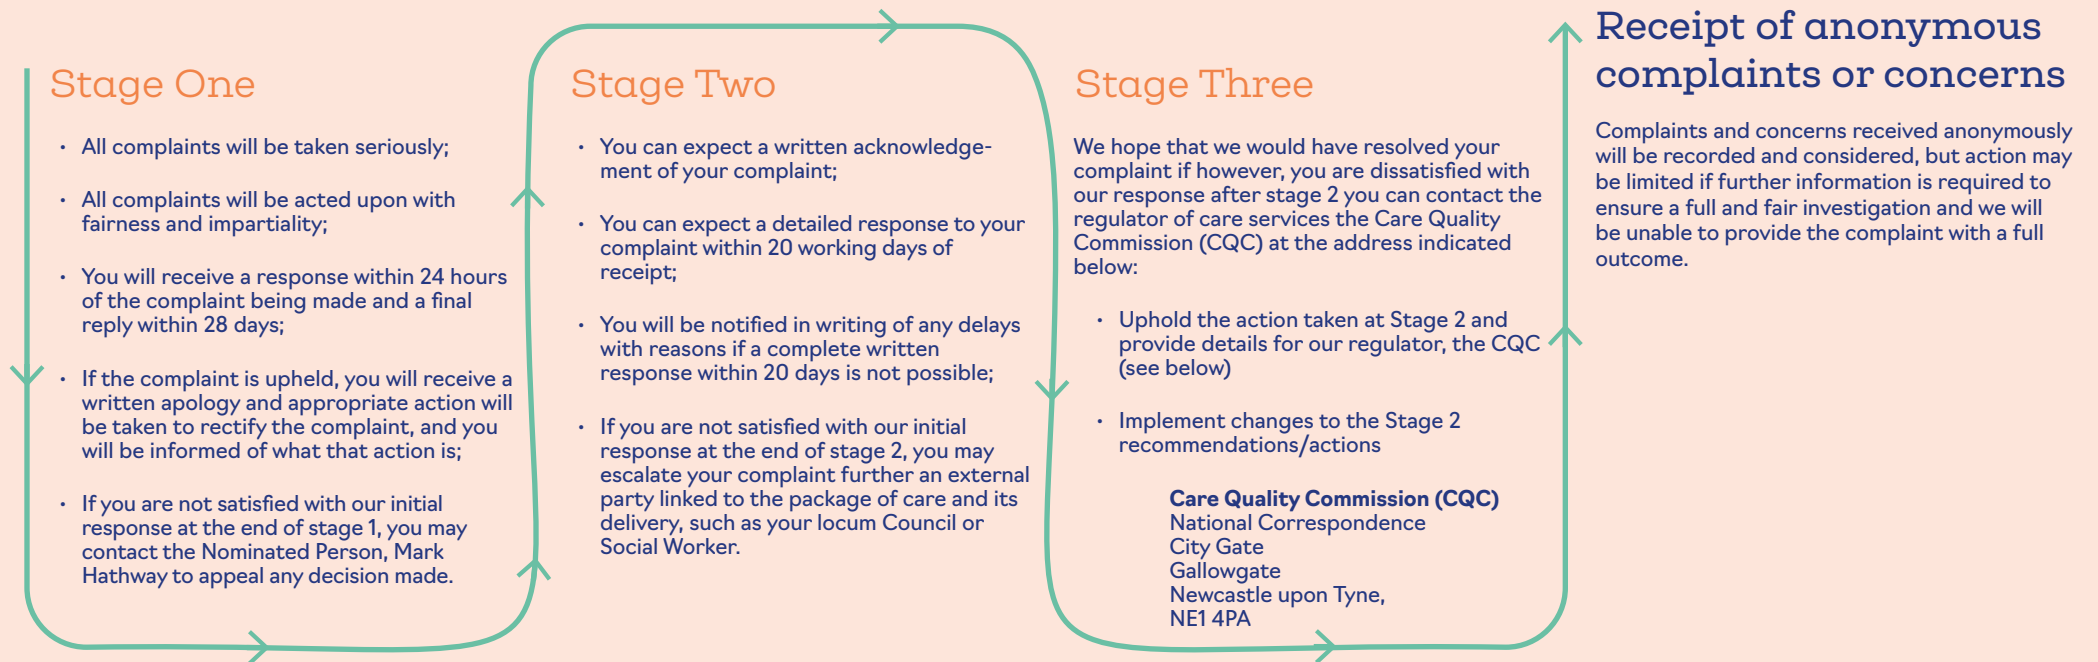 Stage One
• All complaints will be taken seriously;
• All complaints will be acted upon with
fairness and impartiality;
• You will receive a response within 24 hours
of the complaint being made and a final
reply within 28 days;
• If the complaint is upheld, you will receive a
written apology and appropriate action will
be taken to rectify the complaint, and you
will be informed of what that action is;
• If you are not satisfied with our initial
response at the end of stage 1, you may
contact the Nominated Person, Mark
Hathway to appeal any decision made.
Stage Two
• You can expect a written acknowledge-
ment of your complaint;
• You can expect a detailed response to your
complaint within 20 working days of
receipt;
• You will be notified in writing of any delays
with reasons if a complete written
response within 20 days is not possible;
• If you are not satisfied with our initial
response at the end of stage 2, you may
escalate your complaint further an external
party linked to the package of care and its
delivery, such as your locum Council or
Social Worker.
Stage Three
We hope that we would have resolved your
complaint if however, you are dissatisfied with
our response after stage 2 you can contact the
regulator of care services the Care Quality
Commission (CQC) at the address indicated
below:
• Uphold the action taken at Stage 2 and
provide details for our regulator, the CQC
(see below)
• Implement changes to the Stage 2
recommendations/actions
Care Quality Commission (CQC)
National Correspondence
City Gate
Gallowgate
Newcastle upon Tyne,
NE1 4PA
Receipt of anonymous
complaints or concerns
Complaints and concerns received anonymously
will be recorded and considered, but action may
be limited if further information is required to
ensure a full and fair investigation and we will
be unable to provide the complaint with a full
outcome.